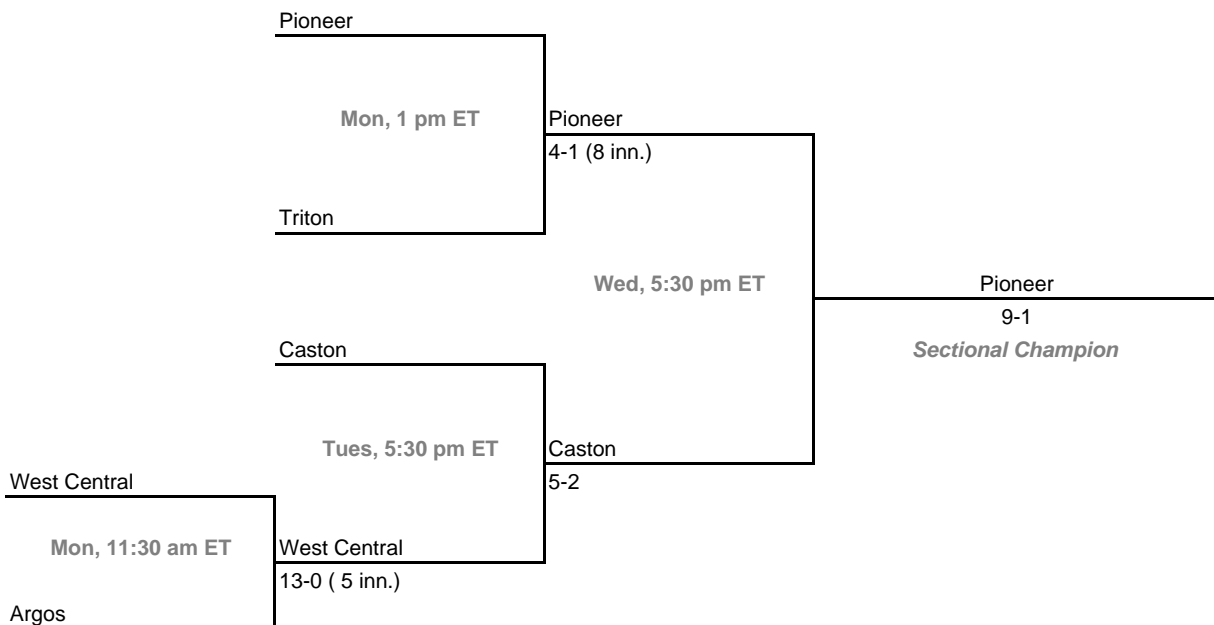 Pioneer
Mon, 1 pm ET
Pioneer
4-1 (8 inn.)
Triton
Wed, 5:30 pm ET
Pioneer
9-1
Sectional Champion
Caston
Tues, 5:30 pm ET
Caston
5-2
West Central
Mon, 11:30 am ET
West Central
13-0 ( 5 inn.)
Argos